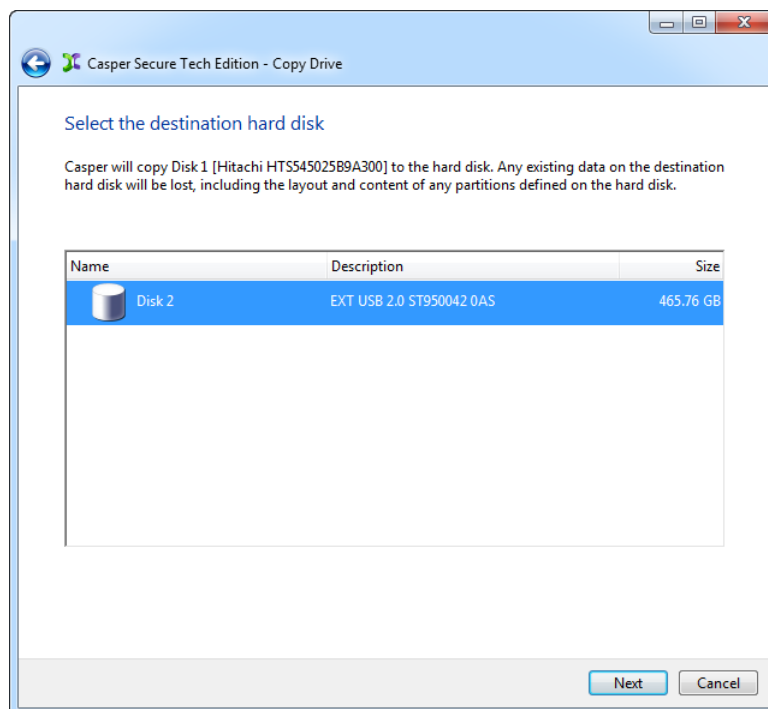 Casper Secure Tech Edition - Copy Drive
Select the destination hard disk
Casper will copy Disk 1 [Hitachi HTS545025B9A300] to the hard disk. Any existing data on the destination
hard disk will be lost, including the layout and content of any partitions defined on the hard disk.
Name Description Size
Disk 2 EXT USB 2.0 ST950042 0AS 465.76 GB
Next Cancel